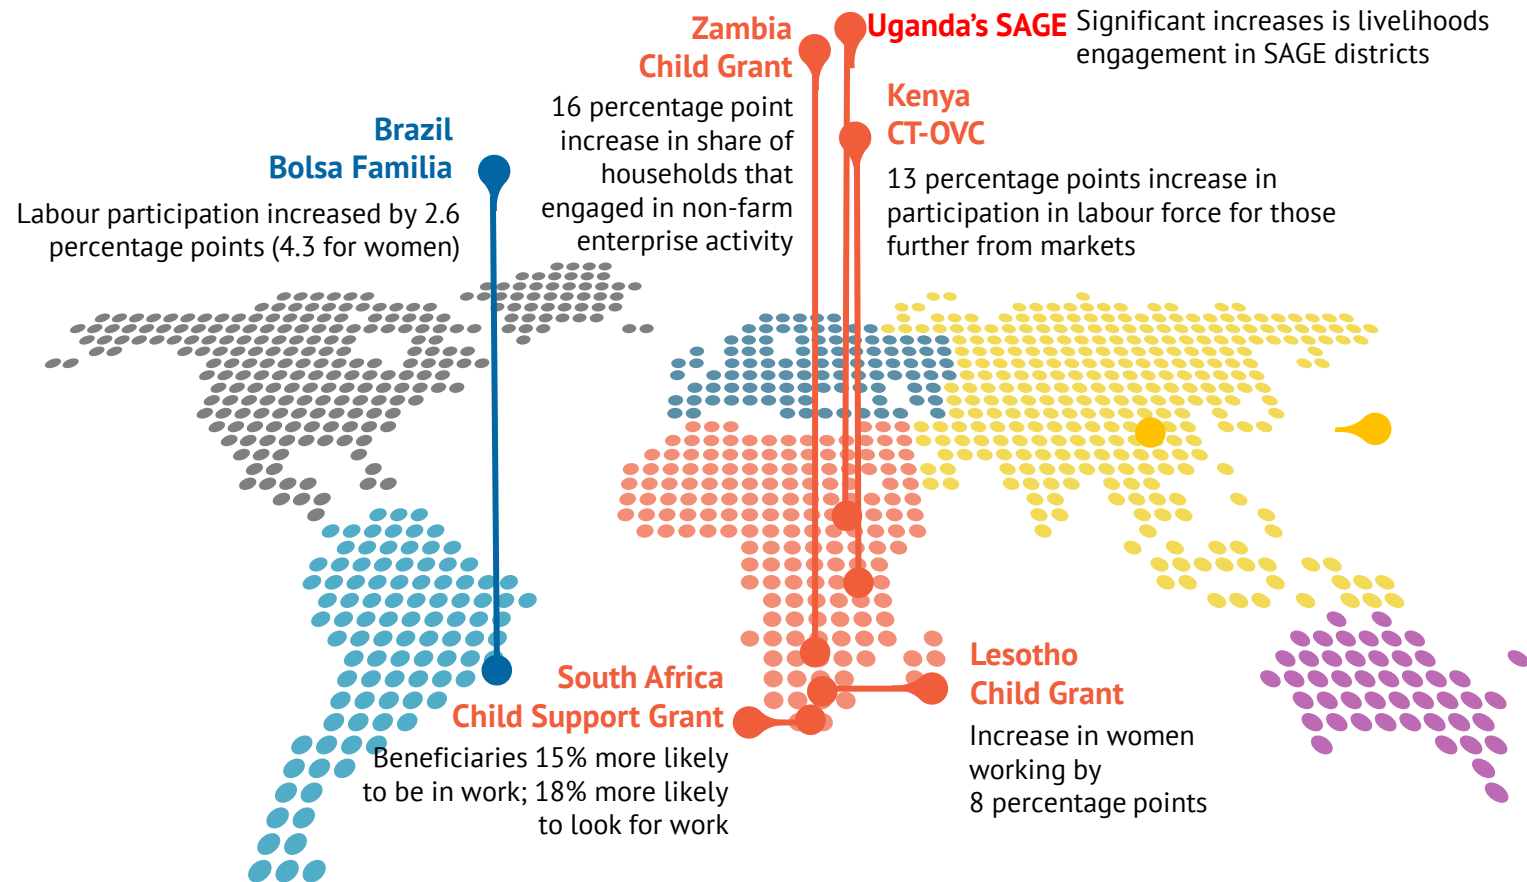 Brazil
Bolsa Familia
Labour participation increased by 2.6
percentage points (4.3 for women)
Zambia
Child Grant
16 percentage point
increase in share of
households that
engaged in non-farm
enterprise activity
Uganda’s SAGE
Significant increases is livelihoods
engagement in SAGE districts
Kenya
CT-OVC
13 percentage points increase in
participation in labour force for those
further from markets
South Africa
Child Support Grant
Beneficiaries 15% more likely
to be in work; 18% more likely
to look for work
Lesotho
Child Grant
Increase in women
working by
8 percentage points